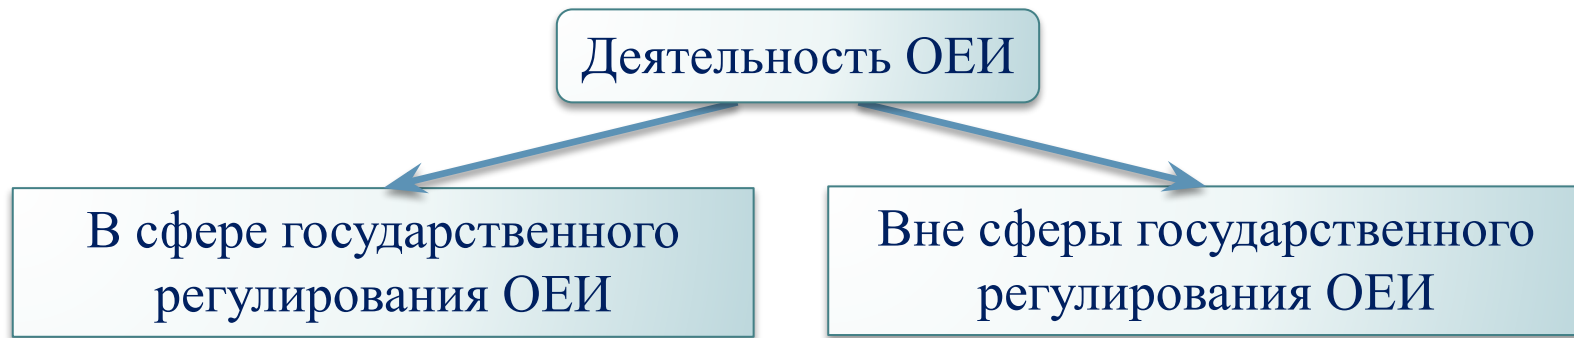 Деятельность ОЕИ
В сфере государственного
регулирования ОЕИ
Вне сферы государственного
регулирования ОЕИ